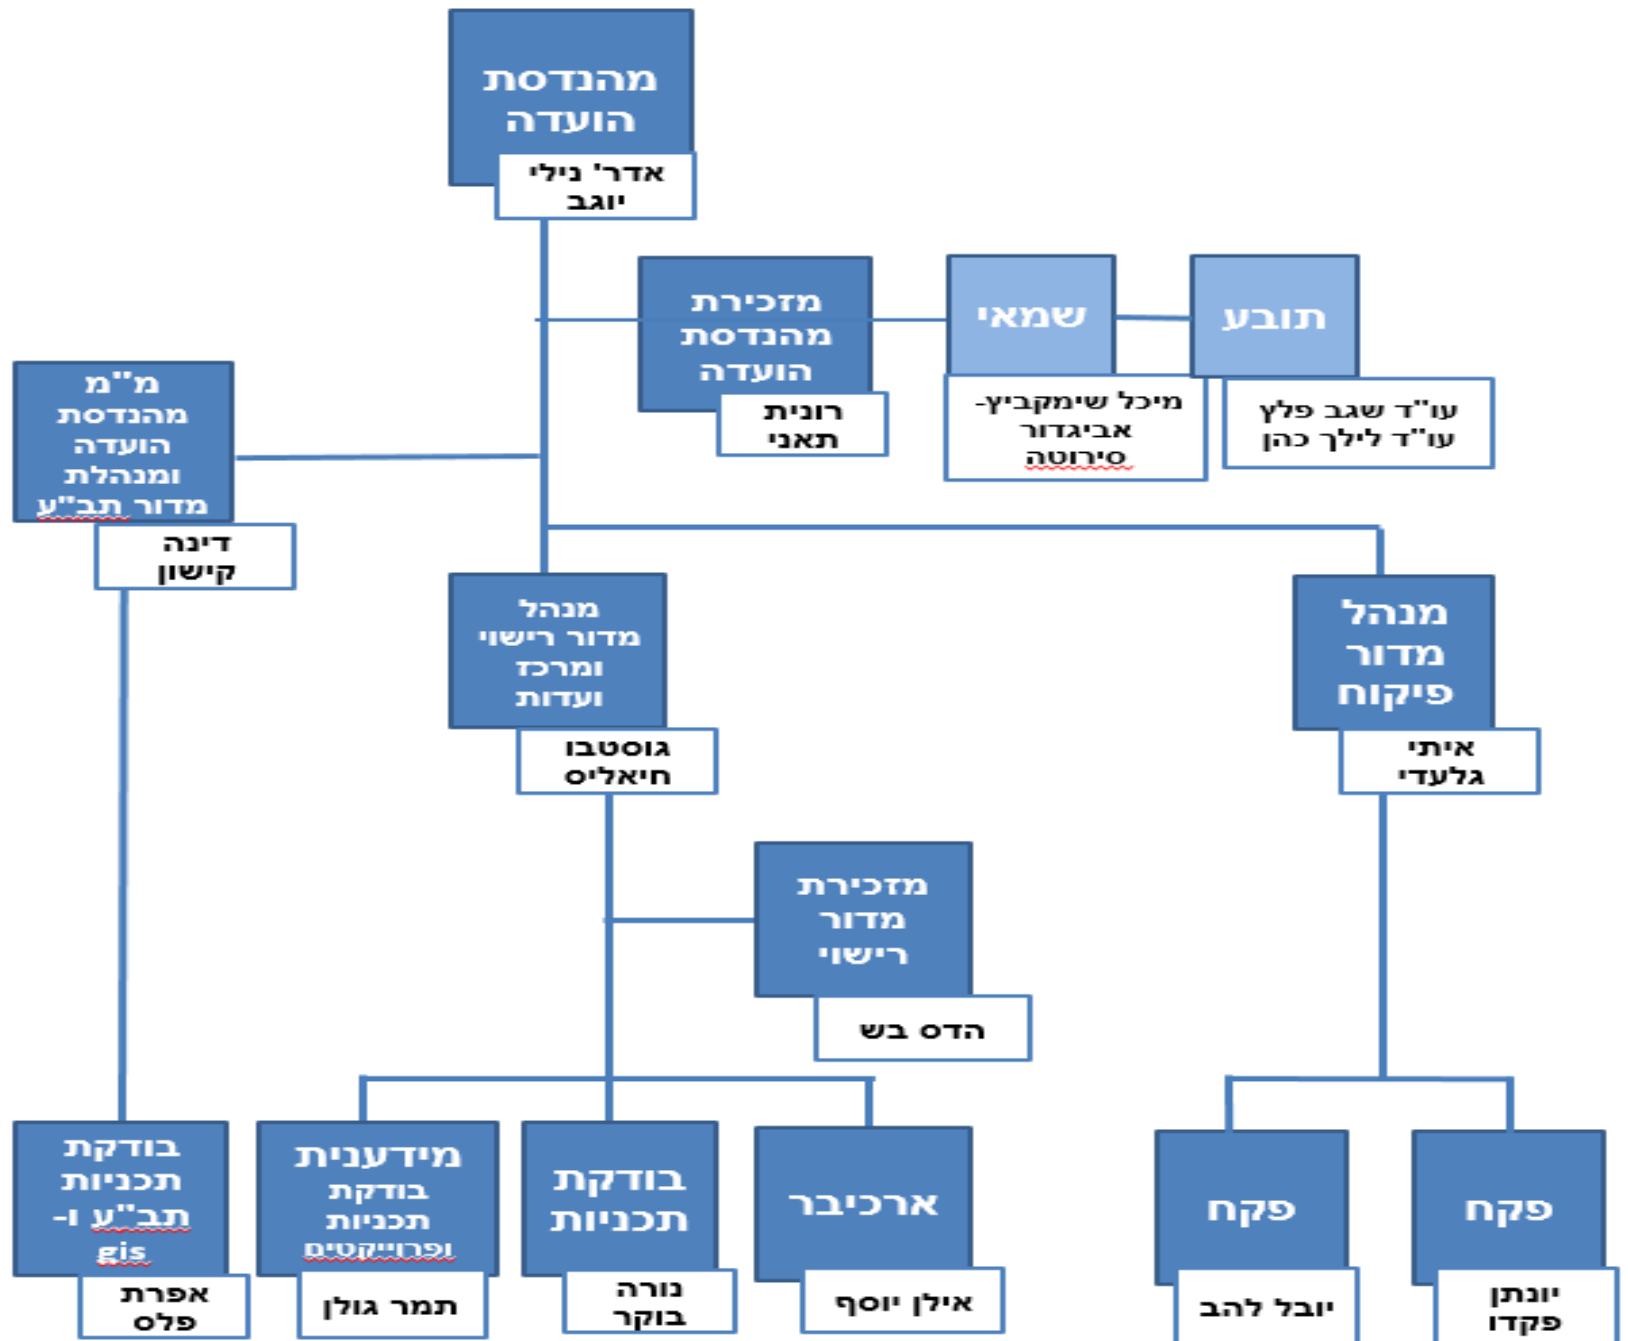 מהנדסת
הועדה
אדר' נילי
יוגב
תובע
עו"ד שגב פלץ
עו"ד לילך כהן
שמאי
מיכל שימקביץ-
אביגדור
סירוטה
מזכירת
מהנדסת
הועדה
רונית
תאני
מ"מ
מהנדסת
הועדה
ומנהלת
מדור תב"ע
דינה
קישון
מנהל
מדור
פיקוח
איתי
גלעדי
מנהל
מדור רישוי
ומרכז
ועדות
גוסטבו
חיאליס
מזכירת
מדור
רישוי
הדס בש
פקח
יונתן
פקדו
פקח
יובל להב
ארכיבר
אילן יוסף
בודקת
תכניות
נורה
בוקר
מידענית
בודקת
תכניות
ופרוייקטים
תמר גולן
בודקת
תכניות
תב"ע ו-
gis
אפרת
פלס